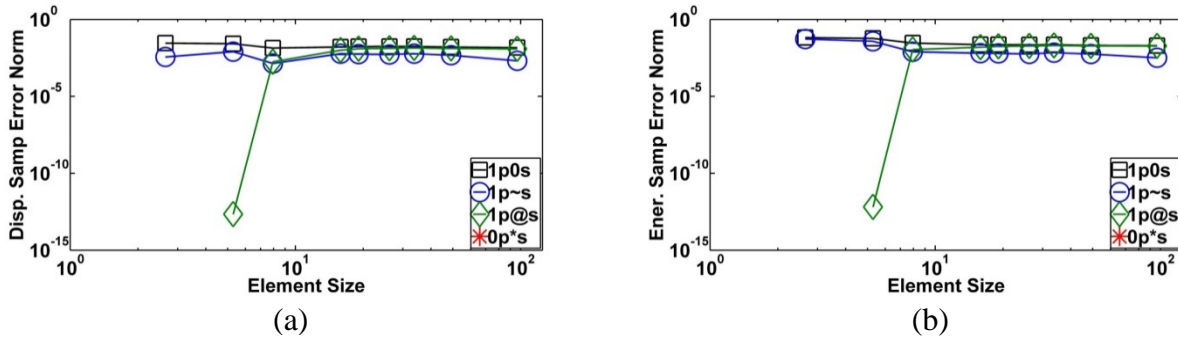 10^0
10^-5
10^-10
10^-15
Disp. Samp Error Norm
1p0s
1p~s
1p@s
0p*s
10^0
10^1
10^2
Element Size
(a)
10^0
10^-5
10^-10
10^-15
Ener. Samp Error Norm
1p0s
1p~s
1p@s
0p*s
10^0
10^1
10^2
Element Size
(b)